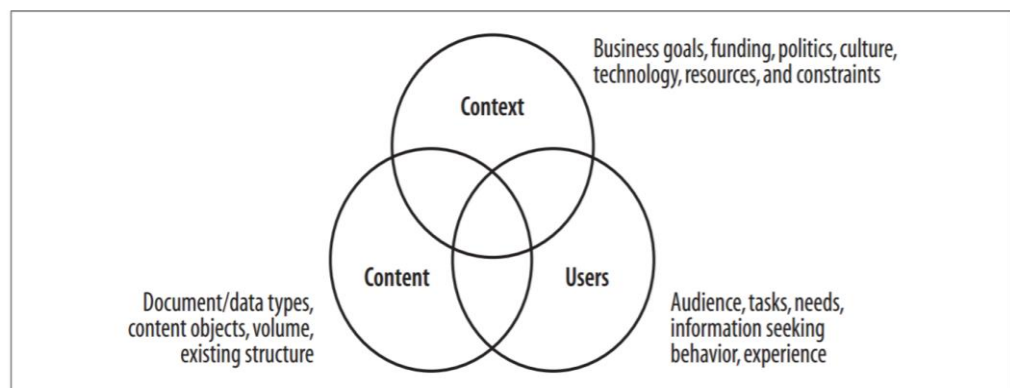 Business goals, funding, politics, culture,
technology, resources, and constraints
Context
Content
Users
Document/data types,
content objects, volume,
existing structure
Audience, tasks, needs,
information seeking
behavior, experience